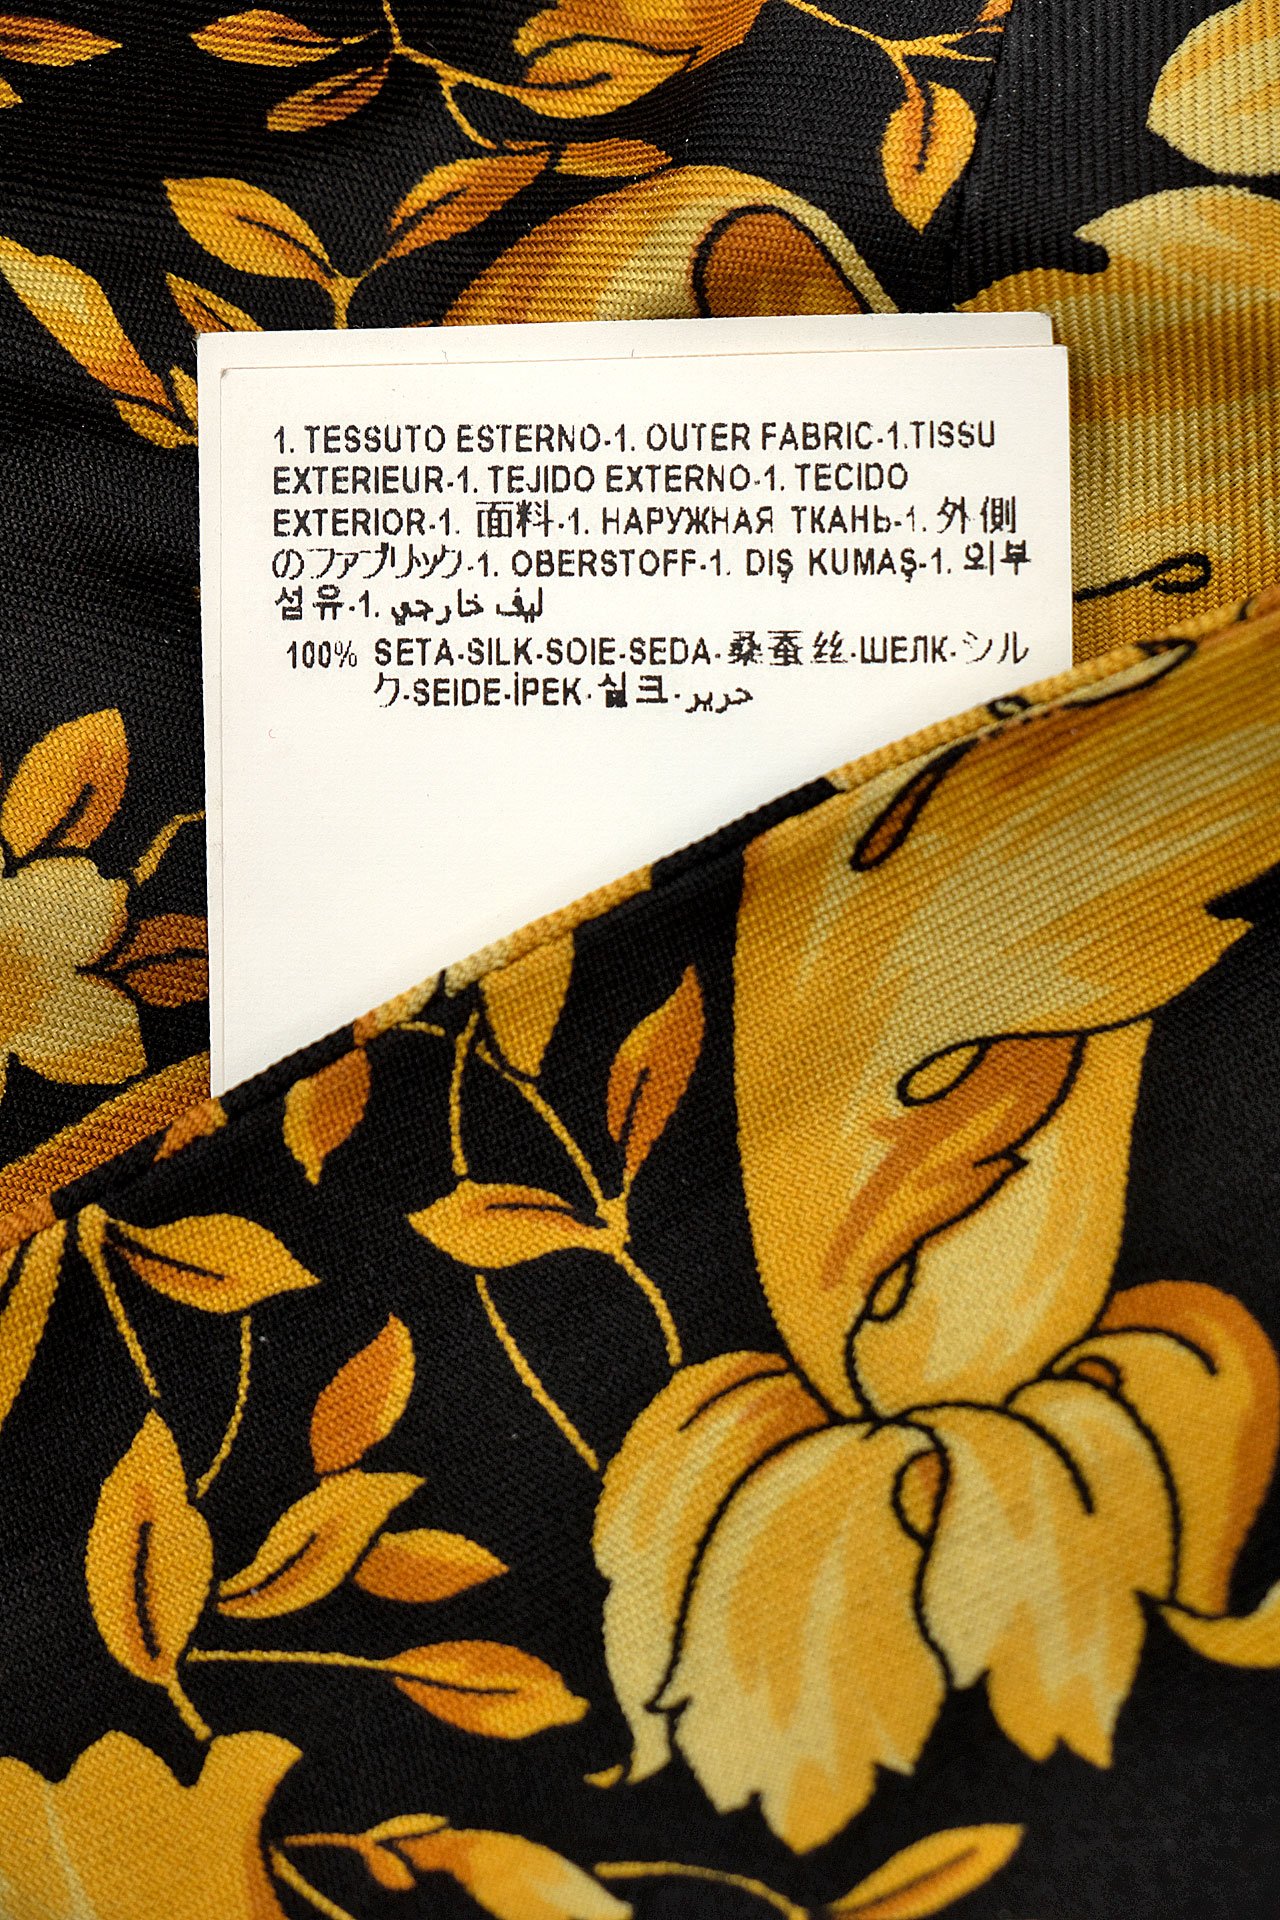 1. TESSUTO ESTERNO-1. OUTER FABRIC-1.TISSU
EXTERIEUR-1. TEJIDO EXTERNO-1. TECIDO
EXTERIOR-1. 面料-1. НАРУЖНАЯ ТКАНЬ-1. 外側
のファブリック-1. OBERSTOFF-1. DIŞ KUMAŞ-1. 외부
섬유-1. ليف خارجي
100% SETA-SILK-SOIE-SEDA-桑蚕丝-ШЕЛК-シル
ク-SEIDE-İPEK-실크-حرير